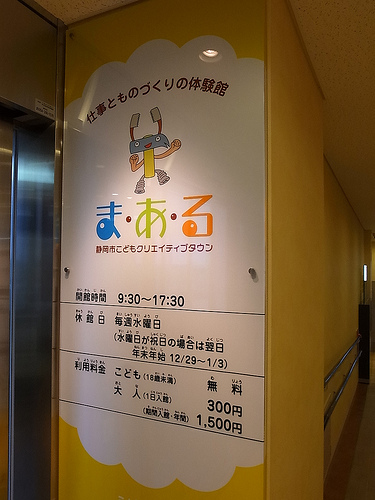 仕事とものづくりの体験館
ま・あ・る
静岡市こどもクリエイティブタウン
開館時間 9:30〜17:30
休館日 毎週水曜日
(水曜日が祝日の場合は翌日
年末年始 12/29〜1/3)
利用料金 こども(18歳未満) 無料
大人(1日入館) 300円
(期間入館・年間) 1,500円